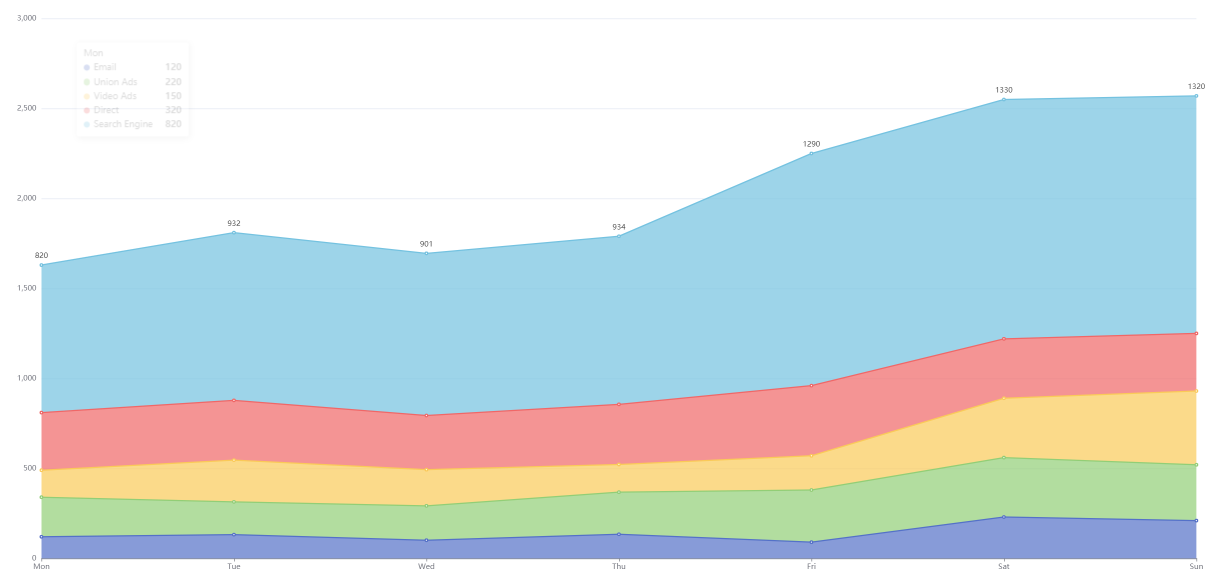 3,000
Mon
Email 120
Union Ads 220
Video Ads 150
2,500
Direct 320
Search Engine 820
1330
1320
1290
2,000
932
934
901
820
1,500
1,000
500
0
Mon Tue Wed Thu Fri Sat Sun